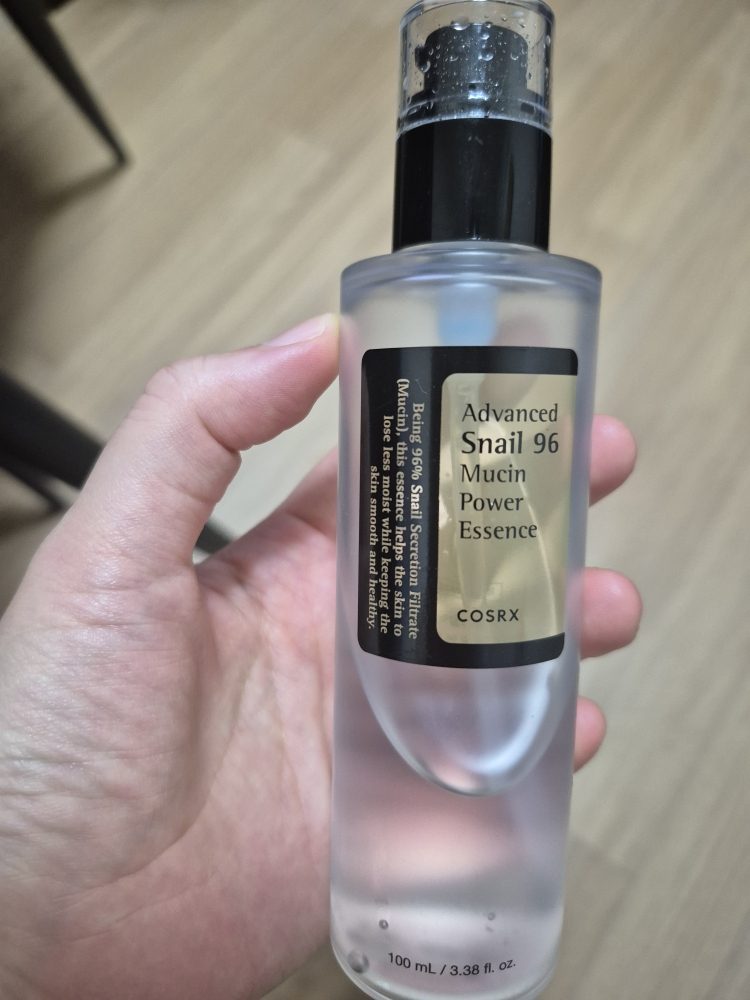 Advanced
Snail 96
Mucin
Power
Essence
COSRX
Being 96% Snail Secretion Filtrate
(Mucin), this essence helps the skin to
lose less moist while keeping the
skin smooth and healthy.
100 mL / 3.38 fl. oz.